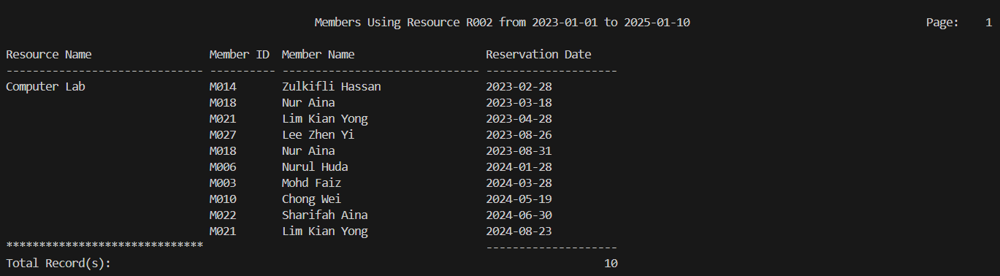 Members Using Resource R002 from 2023-01-01 to 2025-01-10 Page: 1
Resource Name Member ID Member Name Reservation Date
------------------------------ ---------- ------------------------------ --------------------
Computer Lab M014 Zulkifli Hassan 2023-02-28
M018 Nur Aina 2023-03-18
M021 Lim Kian Yong 2023-04-28
M027 Lee Zhen Yi 2023-08-26
M018 Nur Aina 2023-08-31
M006 Nurul Huda 2024-01-28
M003 Mohd Faiz 2024-03-28
M010 Chong Wei 2024-05-19
M022 Sharifah Aina 2024-06-30
M021 Lim Kian Yong 2024-08-23
****************************** --------------------
Total Record(s): 10